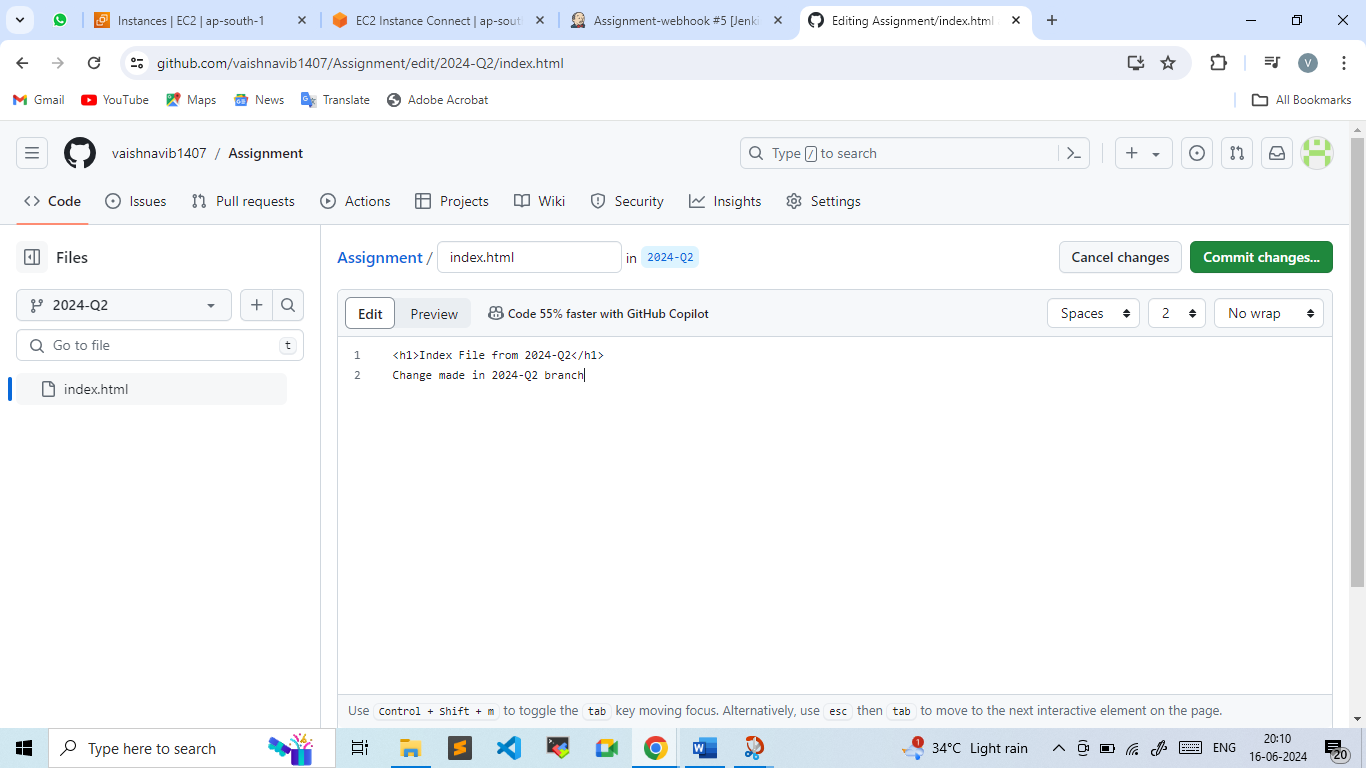 Instances | EC2 | ap-south-1
EC2 Instance Connect | ap-sout
Assignment-webhook #5 [Jenki
Editing Assignment/index.html
github.com/vaishnavib1407/Assignment/edit/2024-Q2/index.html
V
Gmail
YouTube
Maps
News
Translate
Adobe Acrobat
All Bookmarks
vaishnavib1407 / Assignment
Type / to search
Code
Issues
Pull requests
Actions
Projects
Wiki
Security
Insights
Settings
Files
Assignment / index.html in 2024-Q2
Cancel changes
Commit changes...
2024-Q2
Go to file
t
index.html
Edit
Preview
Code 55% faster with GitHub Copilot
Spaces
2
No wrap
1 <h1>Index File from 2024-Q2</h1>
2 Change made in 2024-Q2 branch
Use Control + Shift + m to toggle the tab key moving focus. Alternatively, use esc then tab to move to the next interactive element on the page.
Type here to search
1
34°C Light rain
ENG
20:10
16-06-2024
20